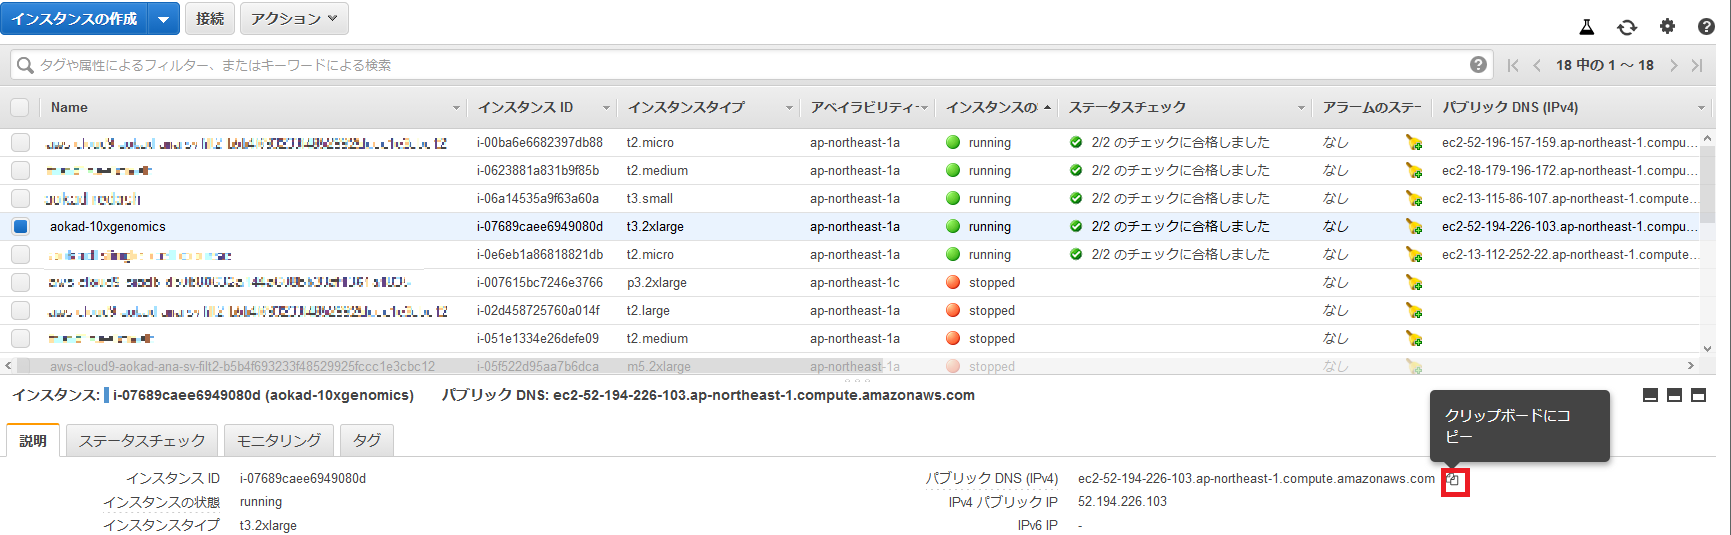 インスタンスの作成 接続 アクション
タグや属性によるフィルター、またはキーワードによる検索 18 中の 1 ～ 18
Name インスタンス ID インスタンスタイプ アベイラビリティー インスタンスの ステータスチェック アラームのステー パブリック DNS (IPv4)
i-00ba6e6682397db88 t2.micro ap-northeast-1a running 2/2 のチェックに合格しました なし ec2-52-196-157-159.ap-northeast-1.compu...
i-0623881a831b9f85b t2.medium ap-northeast-1a running 2/2 のチェックに合格しました なし ec2-18-179-196-172.ap-northeast-1.compu...
i-06a14535a9f63a60a t3.small ap-northeast-1a running 2/2 のチェックに合格しました なし ec2-13-115-86-107.ap-northeast-1.compute...
aokad-10xgenomics i-07689caee6949080d t3.2xlarge ap-northeast-1a running 2/2 のチェックに合格しました なし ec2-52-194-226-103.ap-northeast-1.compu...
i-0e6eb1a86818821db t2.micro ap-northeast-1a running 2/2 のチェックに合格しました なし ec2-13-112-252-22.ap-northeast-1.compute...
i-007615bc7246e3766 p3.2xlarge ap-northeast-1c stopped なし
i-02d458725760a014f t2.large ap-northeast-1a stopped なし
i-051e1334e26defe09 t2.medium ap-northeast-1a stopped なし
aws-cloud9-aokad-ana-sv-filt2-b5b4f693233f48529925fccc1e3cbc12 i-05f522d95aa7b6dca m5.2xlarge ap-northeast-1a stopped なし
インスタンス: i-07689caee6949080d (aokad-10xgenomics) パブリック DNS: ec2-52-194-226-103.ap-northeast-1.compute.amazonaws.com
クリップボードにコ
ピー
説明 ステータスチェック モニタリング タグ
インスタンス ID i-07689caee6949080d パブリック DNS (IPv4) ec2-52-194-226-103.ap-northeast-1.compute.amazonaws.com
インスタンスの状態 running IPv4 パブリック IP 52.194.226.103
インスタンスタイプ t3.2xlarge IPv6 IP -